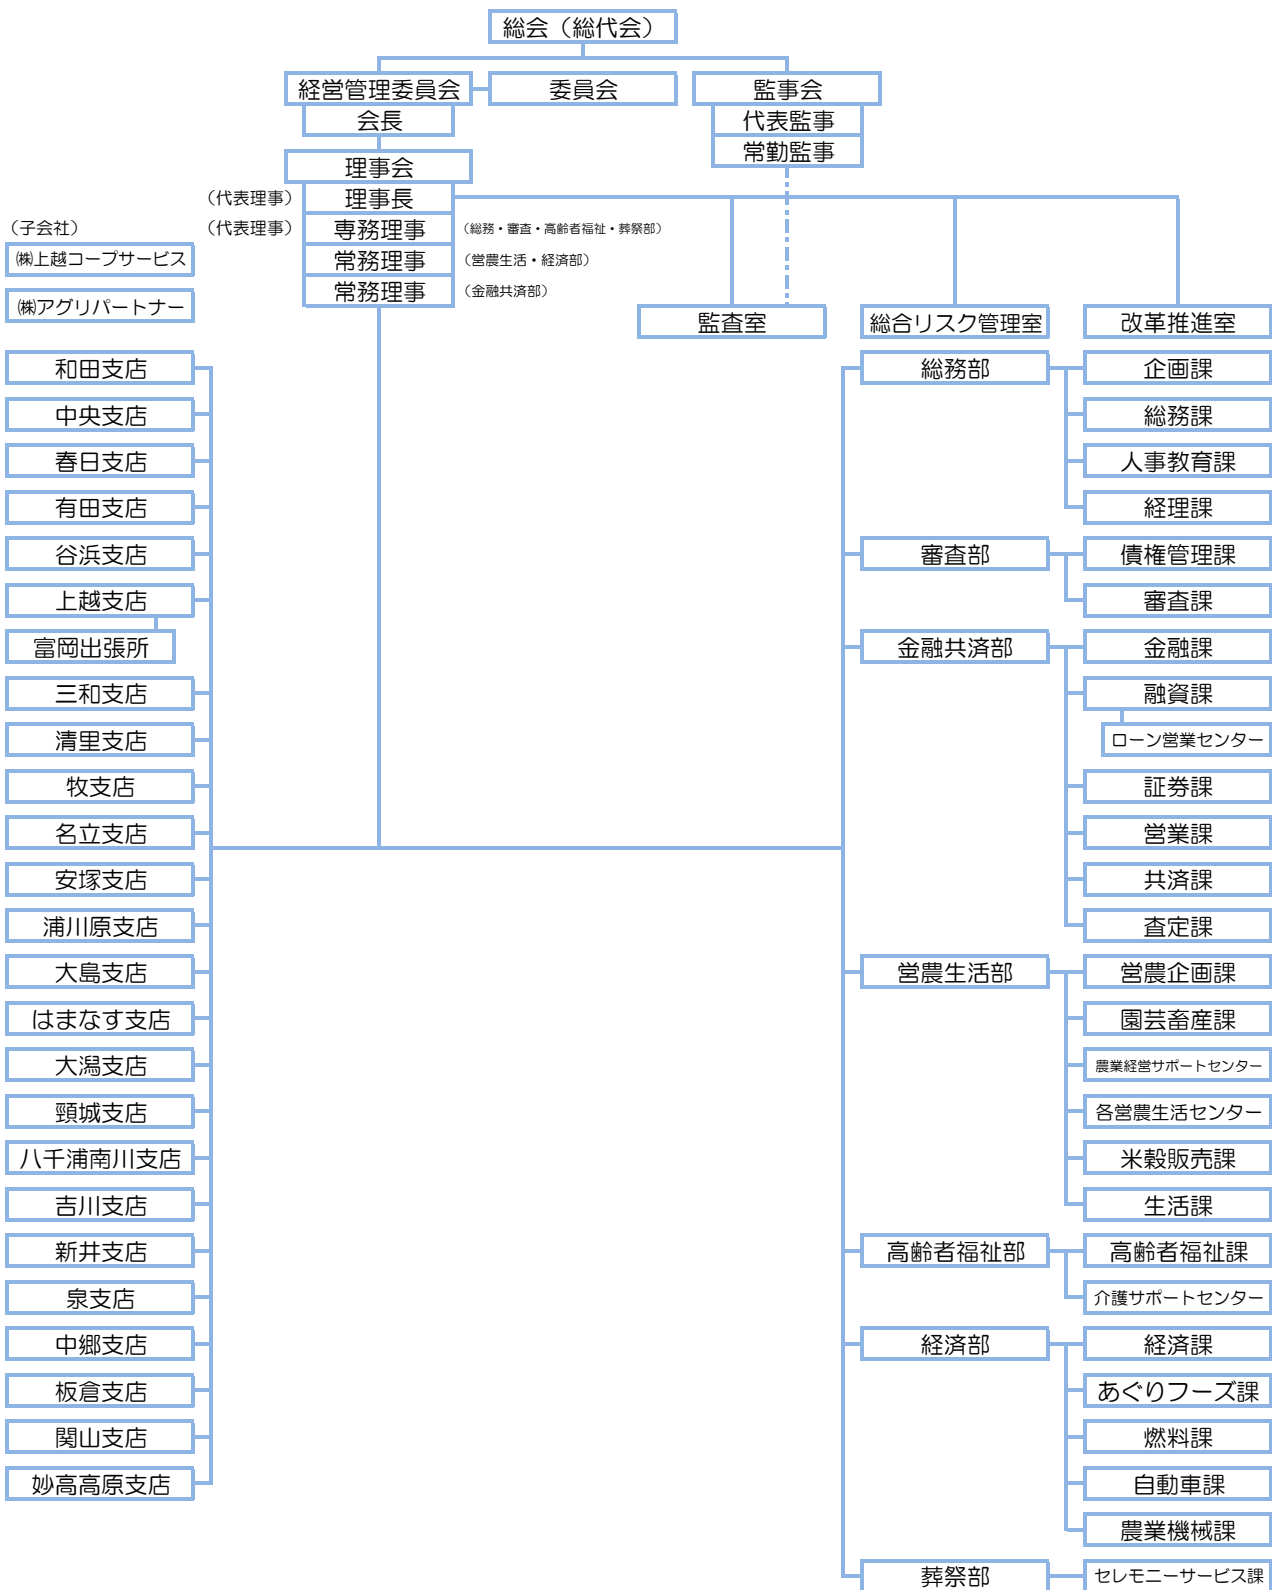 総会（総代会）
経営管理委員会
委員会
監事会
会長
代表監事
常勤監事
理事会
（代表理事）
理事長
（子会社）
（代表理事）
専務理事
（総務・審査・高齢者福祉・葬祭部）
㈱上越コープサービス
常務理事
（営農生活・経済部）
㈱アグリパートナー
常務理事
（金融共済部）
監査室
総合リスク管理室
改革推進室
和田支店
中央支店
春日支店
有田支店
谷浜支店
上越支店
富岡出張所
三和支店
清里支店
牧支店
名立支店
安塚支店
浦川原支店
大島支店
はまなす支店
大潟支店
頸城支店
八千浦南川支店
吉川支店
新井支店
泉支店
中郷支店
板倉支店
関山支店
妙高高原支店
総務部
企画課
総務課
人事教育課
経理課
審査部
債権管理課
審査課
金融共済部
金融課
融資課
ローン営業センター
証券課
営業課
共済課
査定課
営農生活部
営農企画課
園芸畜産課
農業経営サポートセンター
各営農生活センター
米穀販売課
生活課
高齢者福祉部
高齢者福祉課
介護サポートセンター
経済部
経済課
あぐりフーズ課
燃料課
自動車課
農業機械課
葬祭部
セレモニーサービス課